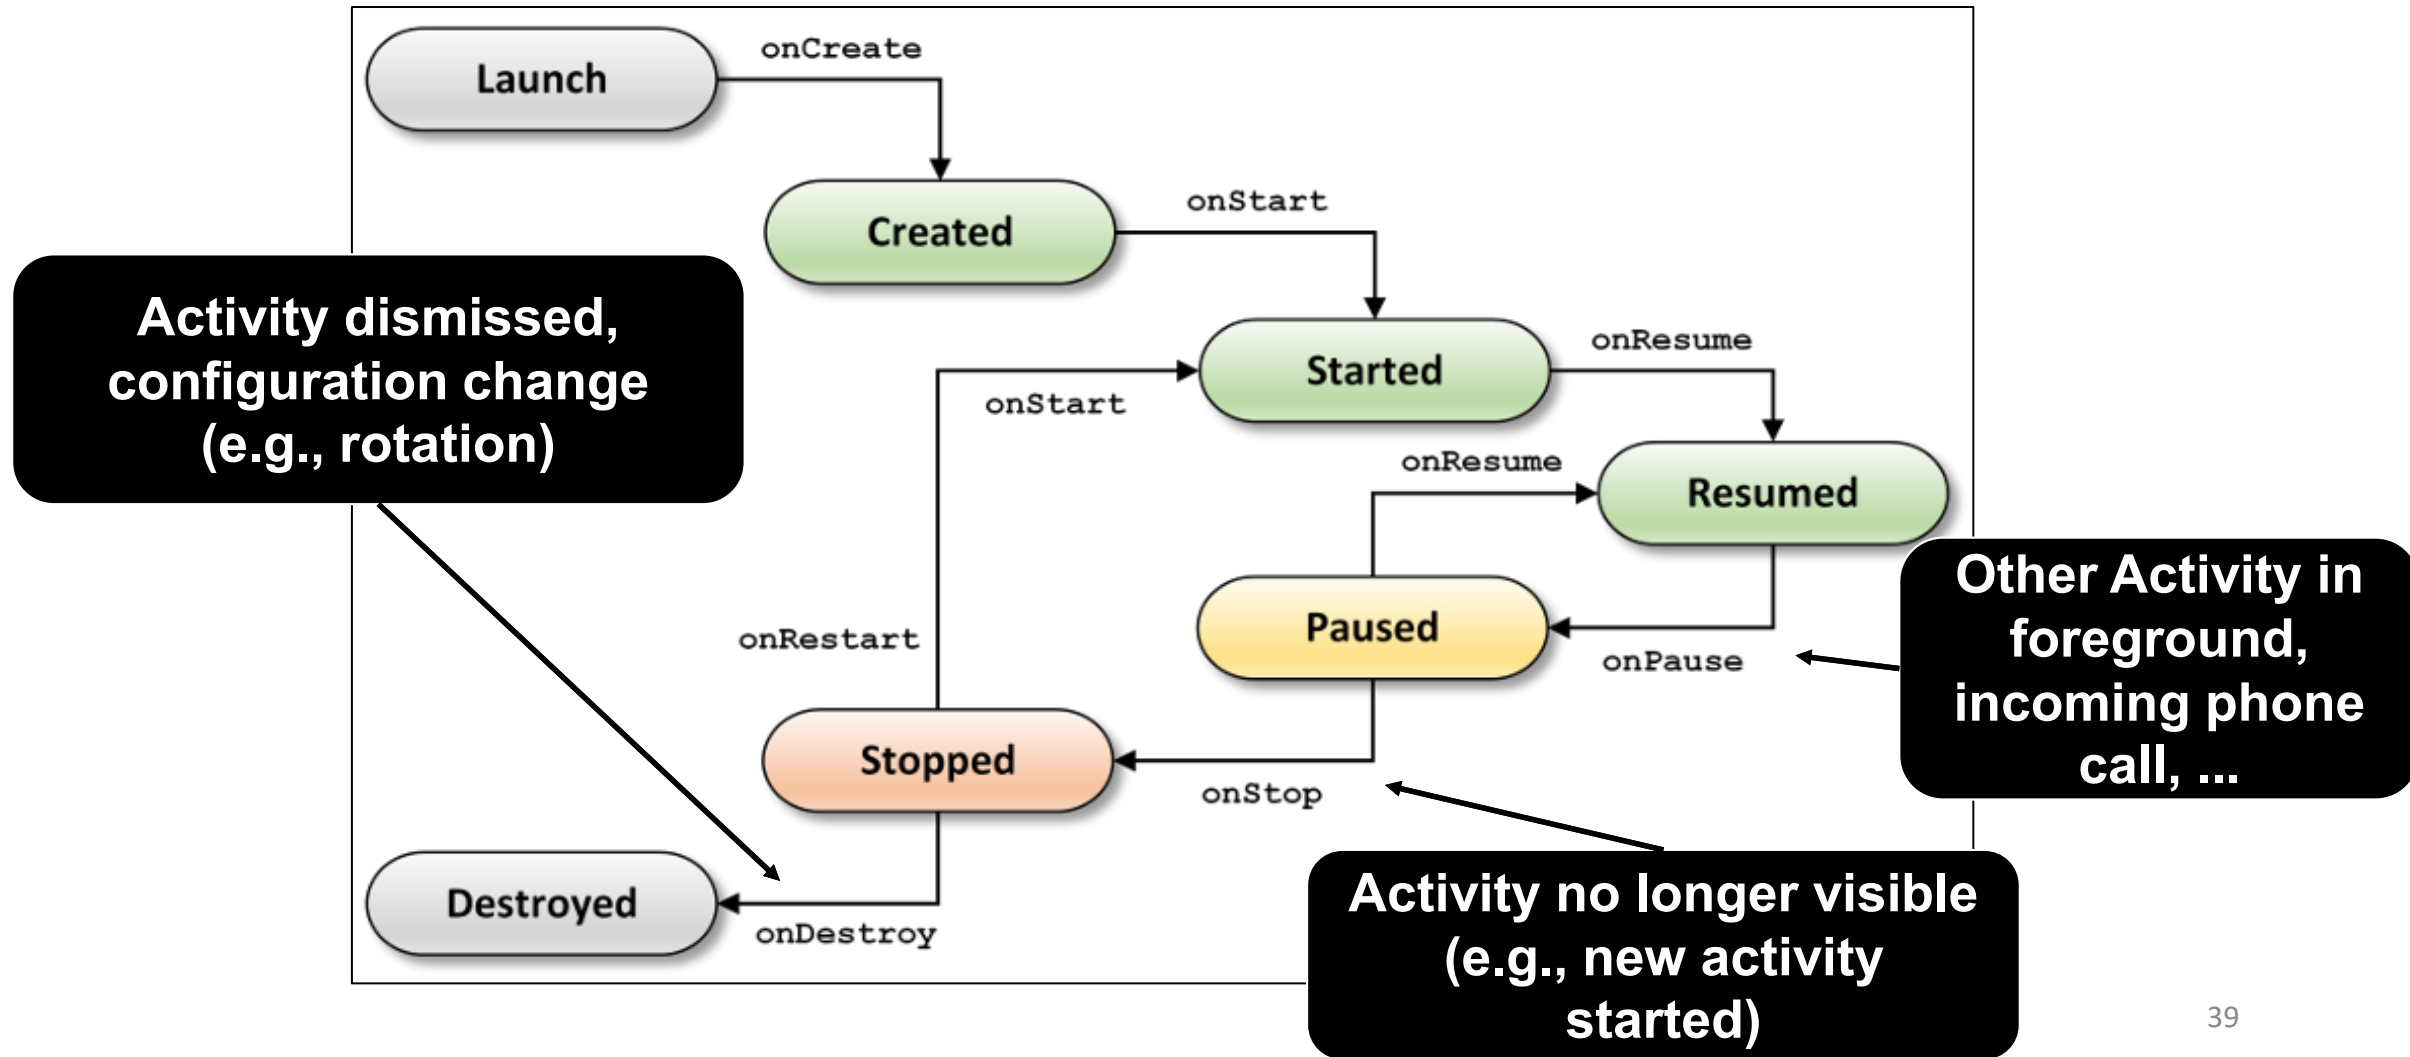 Launch
onCreate
Created
onStart
Activity dismissed,
configuration change
(e.g., rotation)
Started
onResume
onStart
onResume
Resumed
Other Activity in
foreground,
incoming phone
call, ...
Paused
onPause
onRestart
Stopped
onStop
Activity no longer visible
(e.g., new activity
started)
Destroyed
onDestroy
39